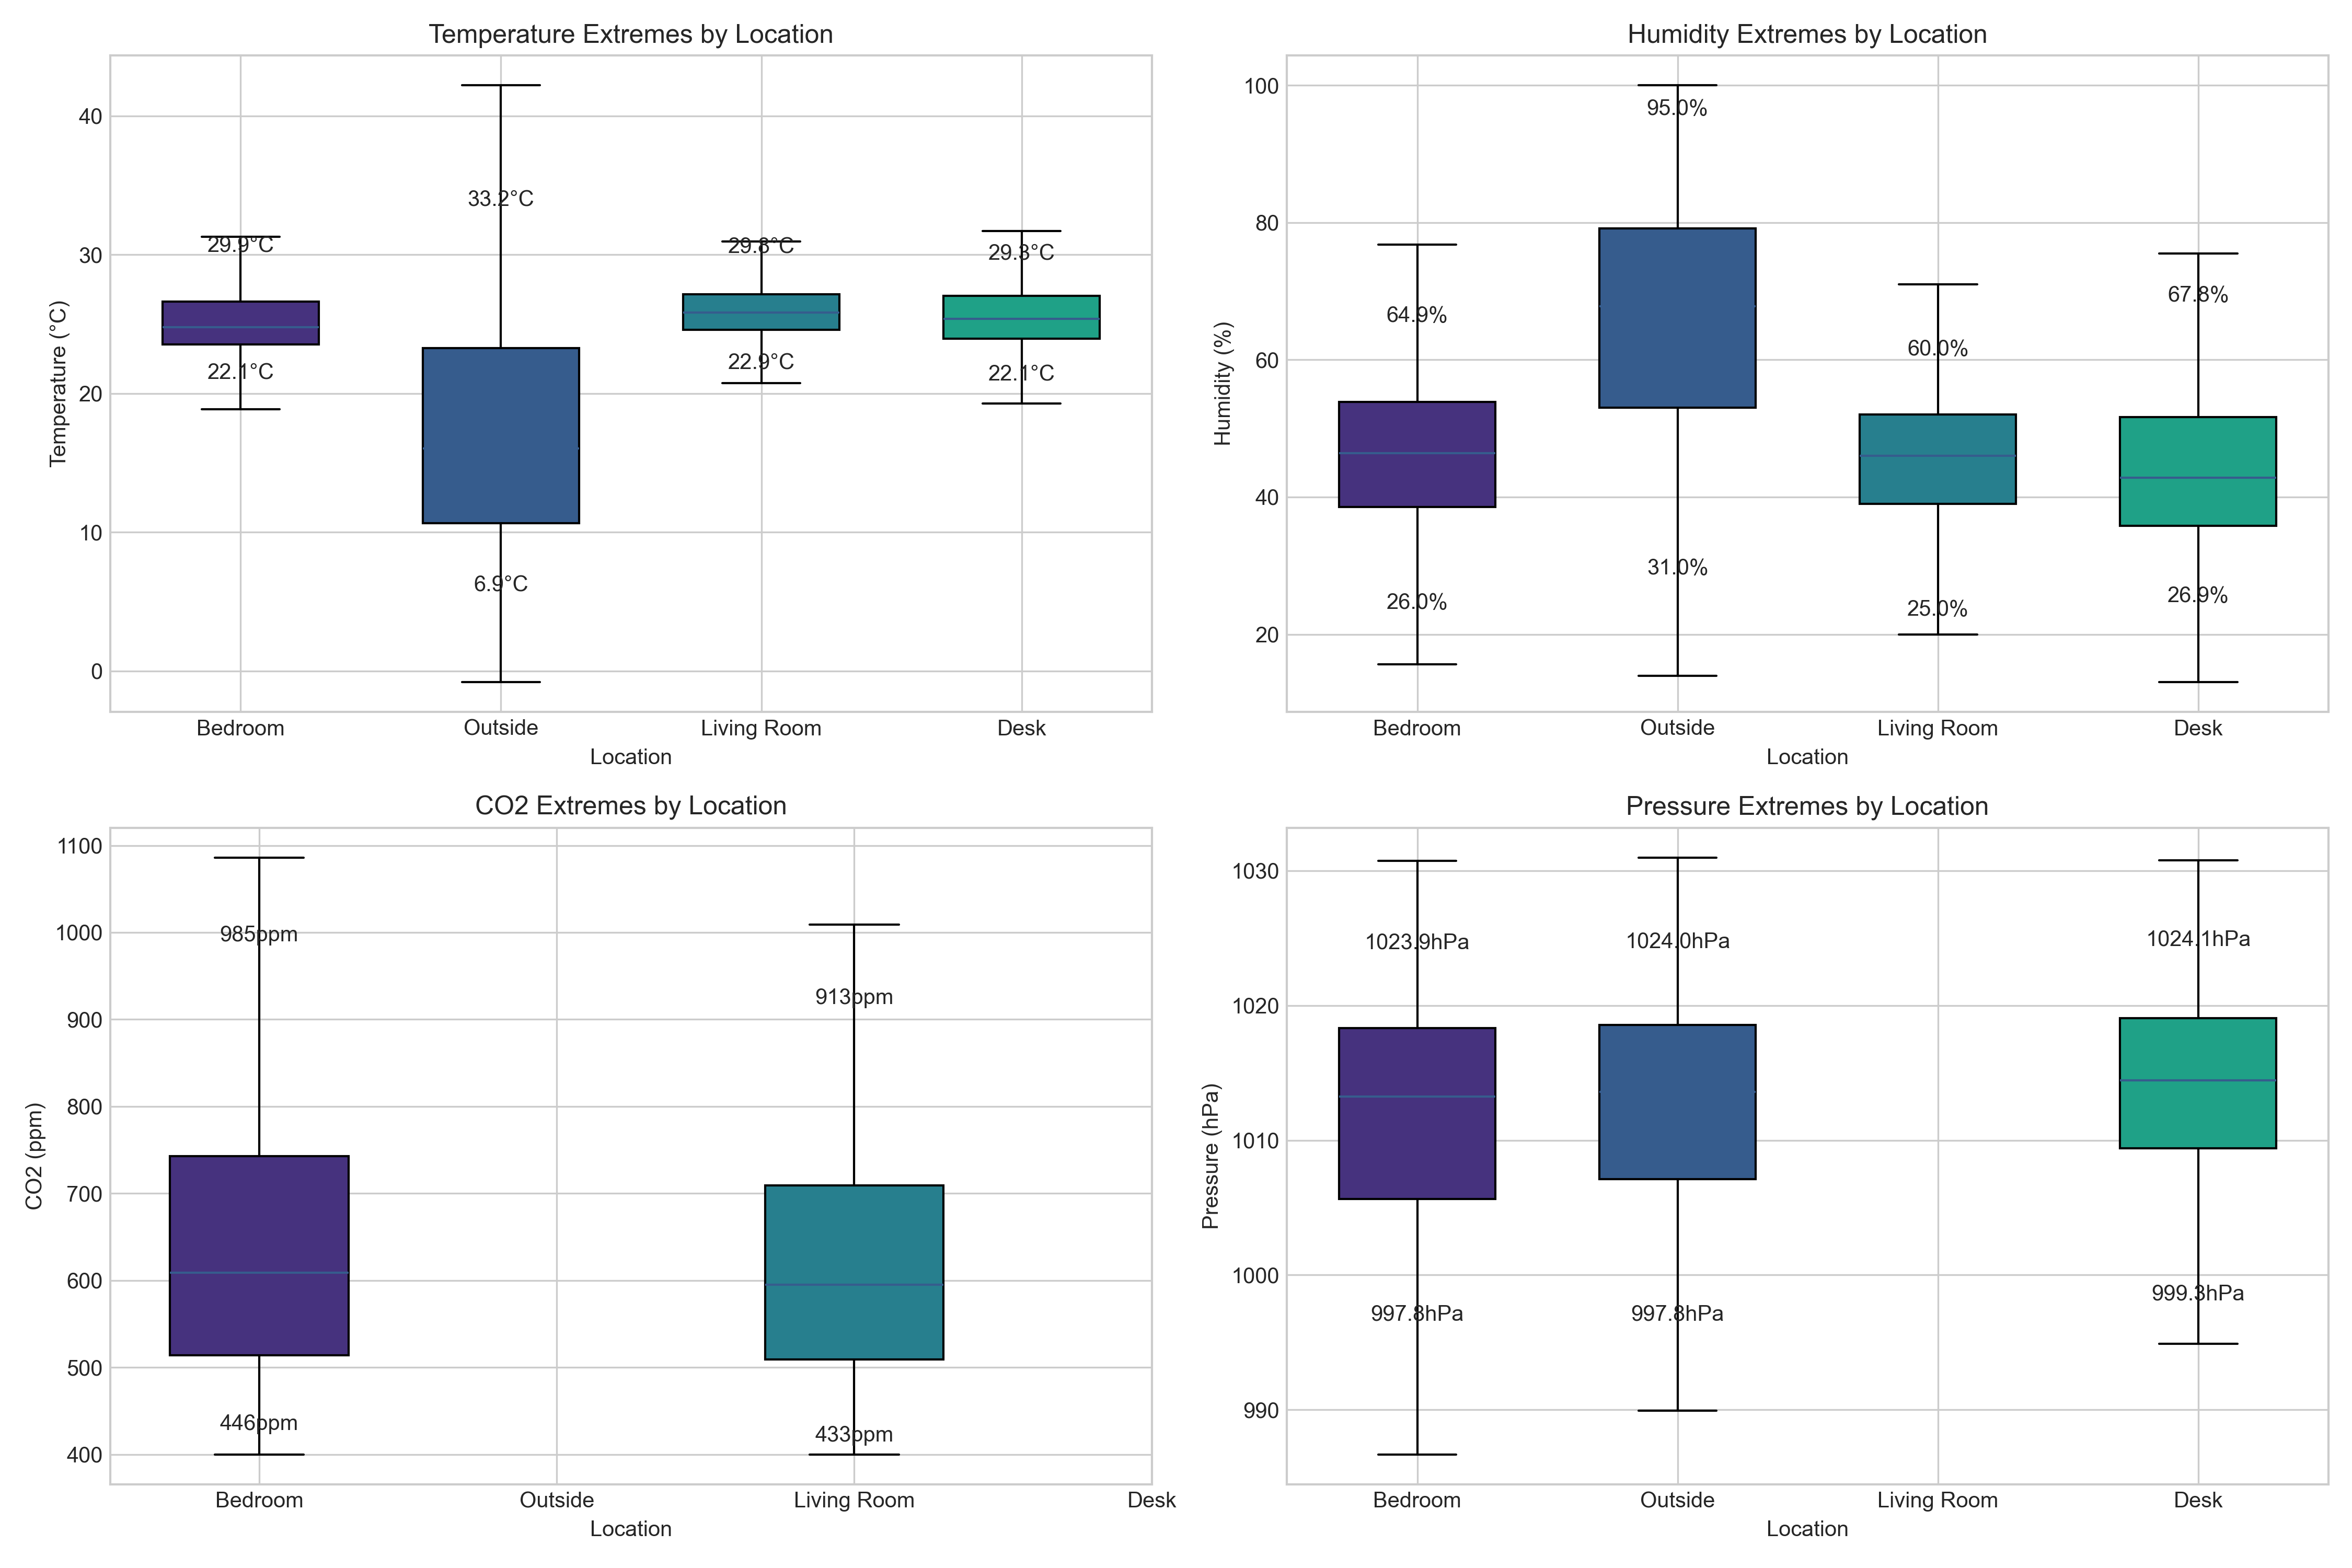 Temperature Extremes by Location
Temperature (°C)
40
30
20
10
0
33.2°C
29.9°C
29.8°C
29.3°C
22.1°C
22.9°C
22.1°C
6.9°C
Bedroom
Outside
Living Room
Desk
Location
Humidity Extremes by Location
Humidity (%)
100
80
60
40
20
95.0%
64.9%
67.8%
60.0%
31.0%
26.0%
25.0%
26.9%
Bedroom
Outside
Living Room
Desk
Location
CO2 Extremes by Location
CO2 (ppm)
1100
1000
900
800
700
600
500
400
985ppm
913ppm
446ppm
433ppm
Bedroom
Outside
Living Room
Desk
Location
Pressure Extremes by Location
Pressure (hPa)
1030
1020
1010
1000
990
1023.9hPa
1024.0hPa
1024.1hPa
997.8hPa
997.8hPa
999.3hPa
Bedroom
Outside
Living Room
Desk
Location